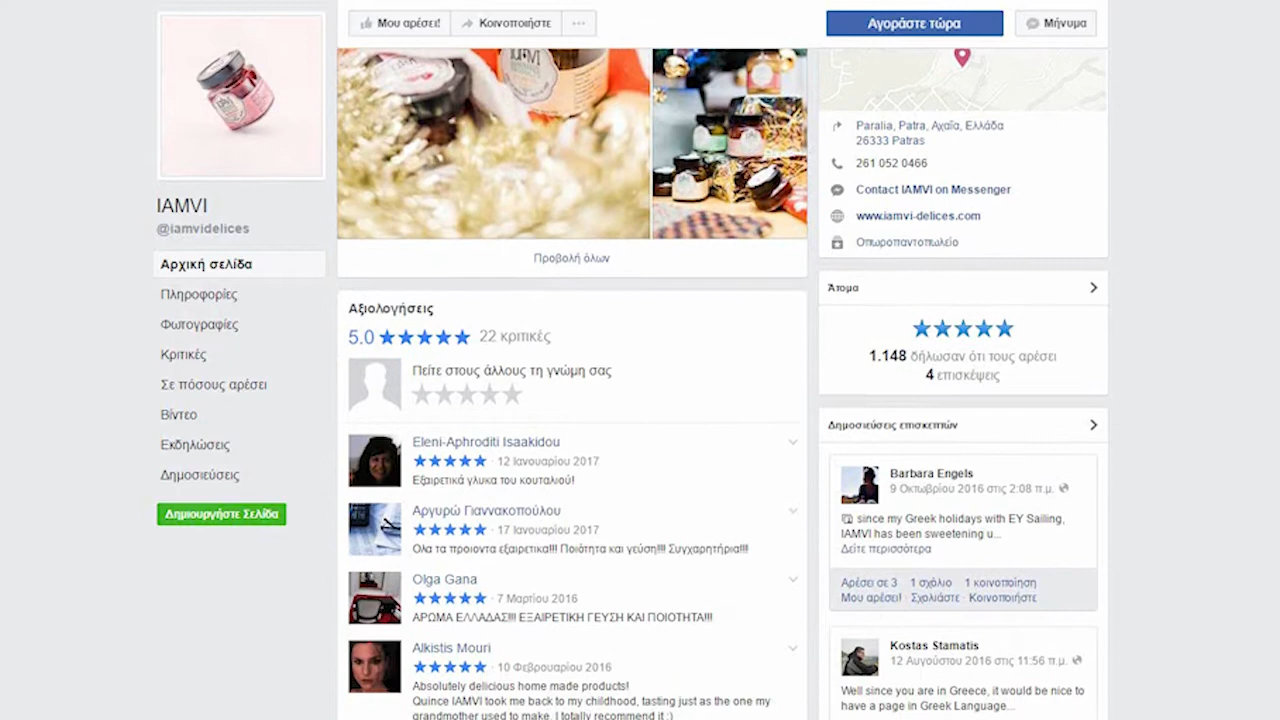 Μου αρέσει!
Κοινοποιήστε
Αγοράστε τώρα
Μήνυμα
IAMVI
@iamvidelices
Αρχική σελίδα
Πληροφορίες
Φωτογραφίες
Κριτικές
Σε πόσους αρέσει
Βίντεο
Εκδηλώσεις
Δημοσιεύσεις
Δημιουργήστε Σελίδα
Προβολή όλων
Αξιολογήσεις
5.0 ★★★★★ 22 κριτικές
Πείτε στους άλλους τη γνώμη σας
Eleni-Aphroditi Isaakidou
★★★★★ · 12 Ιανουαρίου 2017
Εξαιρετικά γλυκα του κουταλιού!
Αργυρώ Γιαννακοπούλου
★★★★★ · 17 Ιανουαρίου 2017
Ολα τα προιοντα εξαιρετικα!!! Ποιότητα και γεύση!!!! Συγχαρητήρια!!!
Olga Gana
★★★★★ · 7 Μαρτίου 2016
ΑΡΩΜΑ ΕΛΛΑΔΑΣ!!! ΕΞΑΙΡΕΤΙΚΗ ΓΕΥΣΗ ΚΑΙ ΠΟΙΟΤΗΤΑ!!!
Alkistis Mouri
★★★★★ · 10 Φεβρουαρίου 2016
Absolutely delicious home made products!
Quince IAMVI took me back to my childhood, tasting just as the one my
grandmother used to make. I totally recommend it :)
Paralia, Patra, Αχαΐα, Ελλάδα
26333 Patras
261 052 0466
Contact IAMVI on Messenger
www.iamvi-delices.com
Οπωροπαντοπωλείο
Άτομα
★★★★★
1.148 δήλωσαν ότι τους αρέσει
4 επισκέψεις
Δημοσιεύσεις επισκεπτών
Barbara Engels
9 Οκτωβρίου 2016 στις 2:08 π.μ.
since my Greek holidays with EY Sailing,
IAMVI has been sweetening u...
Δείτε περισσότερα
Αρέσει σε 3 1 σχόλιο 1 κοινοποίηση
Μου αρέσει! · Σχολιάστε · Κοινοποιήστε
Kostas Stamatis
12 Αυγούστου 2016 στις 11:56 π.μ.
Well since you are in Greece, it would be nice to
have a page in Greek Language...